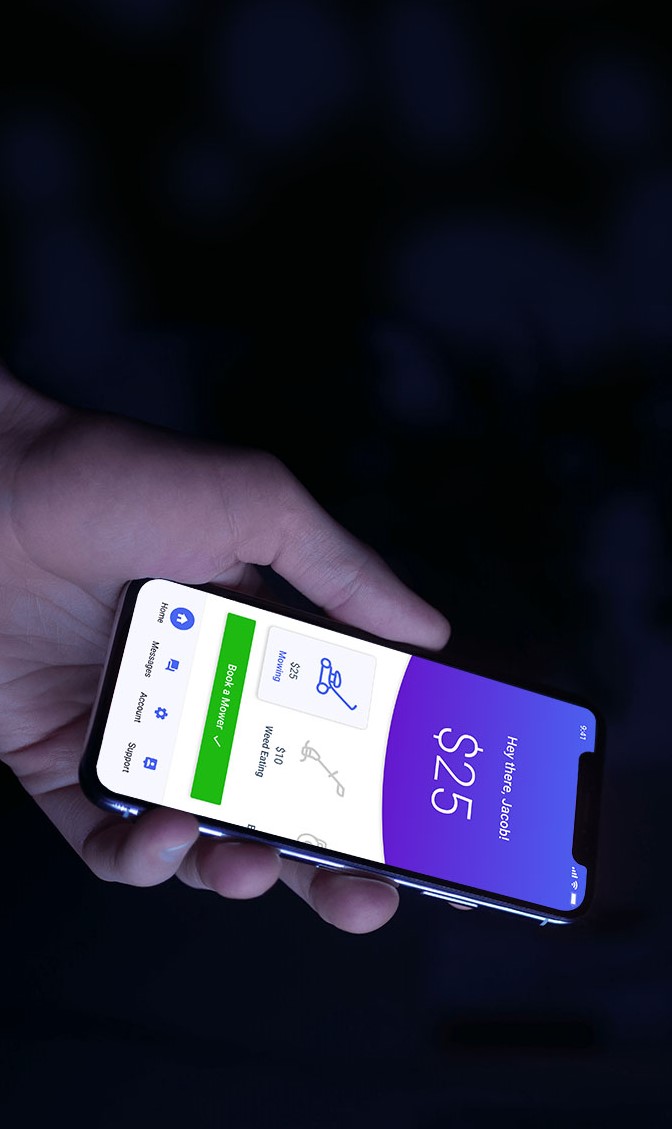 9:41
Hey there, Jacob!
$25
Mowing
$25
Weed Eating
$10
Book a Mower
Home
Messages
Account
Support